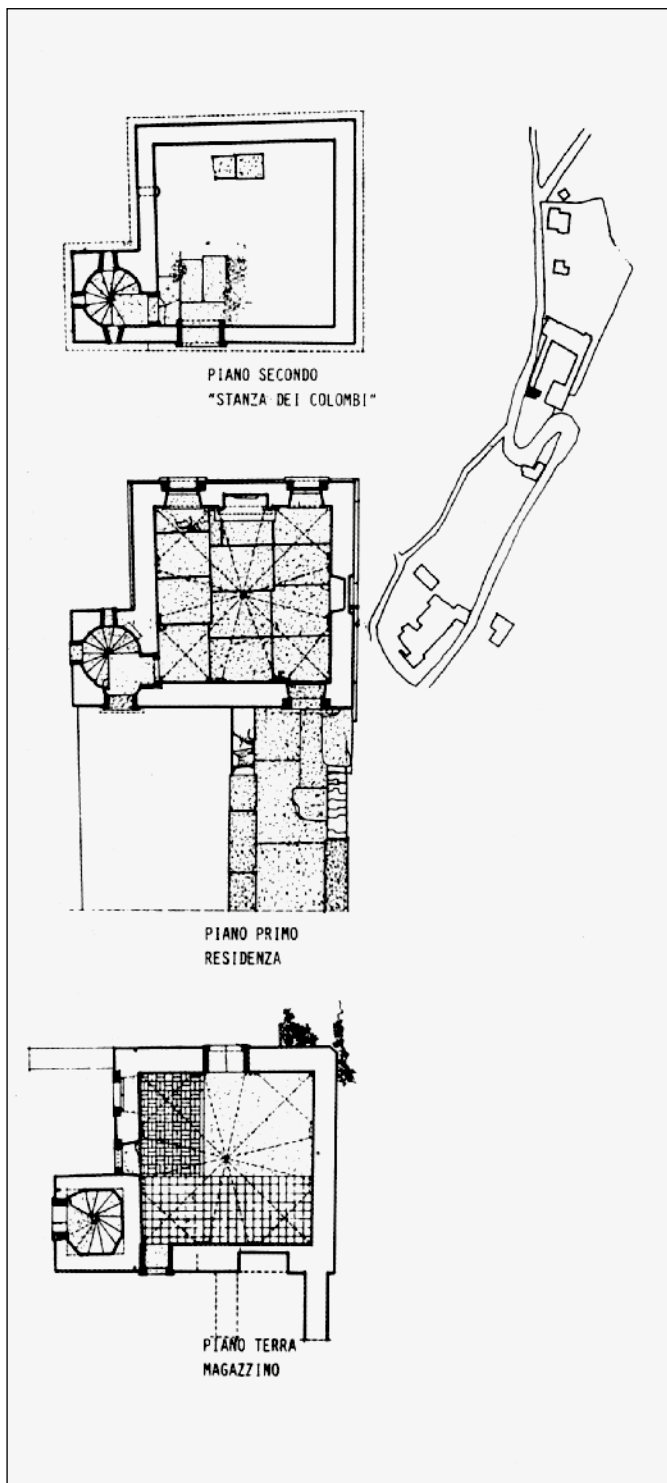 PIANO SECONDO
"STANZA DEI COLOMBI"
PIANO PRIMO
RESIDENZA
PIANO TERRA
MAGAZZINO